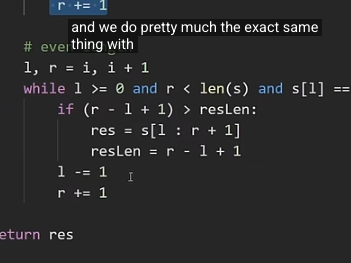 r += 1
and we do pretty much the exact same
thing with
# even
l, r = i, i + 1
while l >= 0 and r < len(s) and s[l] ==
if (r - l + 1) > resLen:
res = s[l : r + 1]
resLen = r - l + 1
l -= 1
r += 1
eturn res